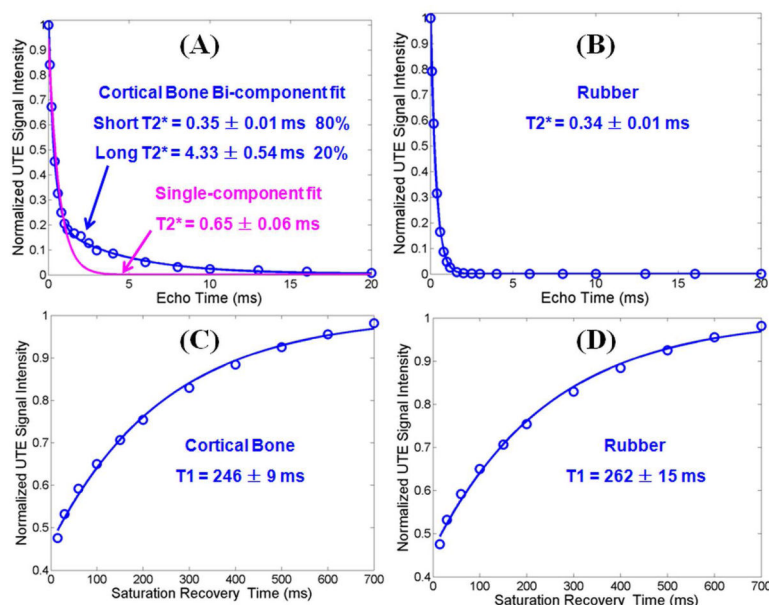 (A)
Normalized UTE Signal Intensity
1
0.9
0.8
0.7
0.6
0.5
0.4
0.3
0.2
0.1
0
Cortical Bone Bi-component fit
Short T2* = 0.35 ± 0.01 ms 80%
Long T2* = 4.33 ± 0.54 ms 20%
Single-component fit
T2* = 0.65 ± 0.06 ms
0 5 10 15 20
Echo Time (ms)
(B)
Normalized UTE Signal Intensity
1
0.9
0.8
0.7
0.6
0.5
0.4
0.3
0.2
0.1
0
Rubber
T2* = 0.34 ± 0.01 ms
0 5 10 15 20
Echo Time (ms)
(C)
Normalized UTE Signal Intensity
1
0.9
0.8
0.7
0.6
0.5
0.4
Cortical Bone
T1 = 246 ± 9 ms
0 100 200 300 400 500 600 700
Saturation Recovery Time (ms)
(D)
Normalized UTE Signal Intensity
1
0.9
0.8
0.7
0.6
0.5
0.4
Rubber
T1 = 262 ± 15 ms
0 100 200 300 400 500 600 700
Saturation Recovery Time (ms)